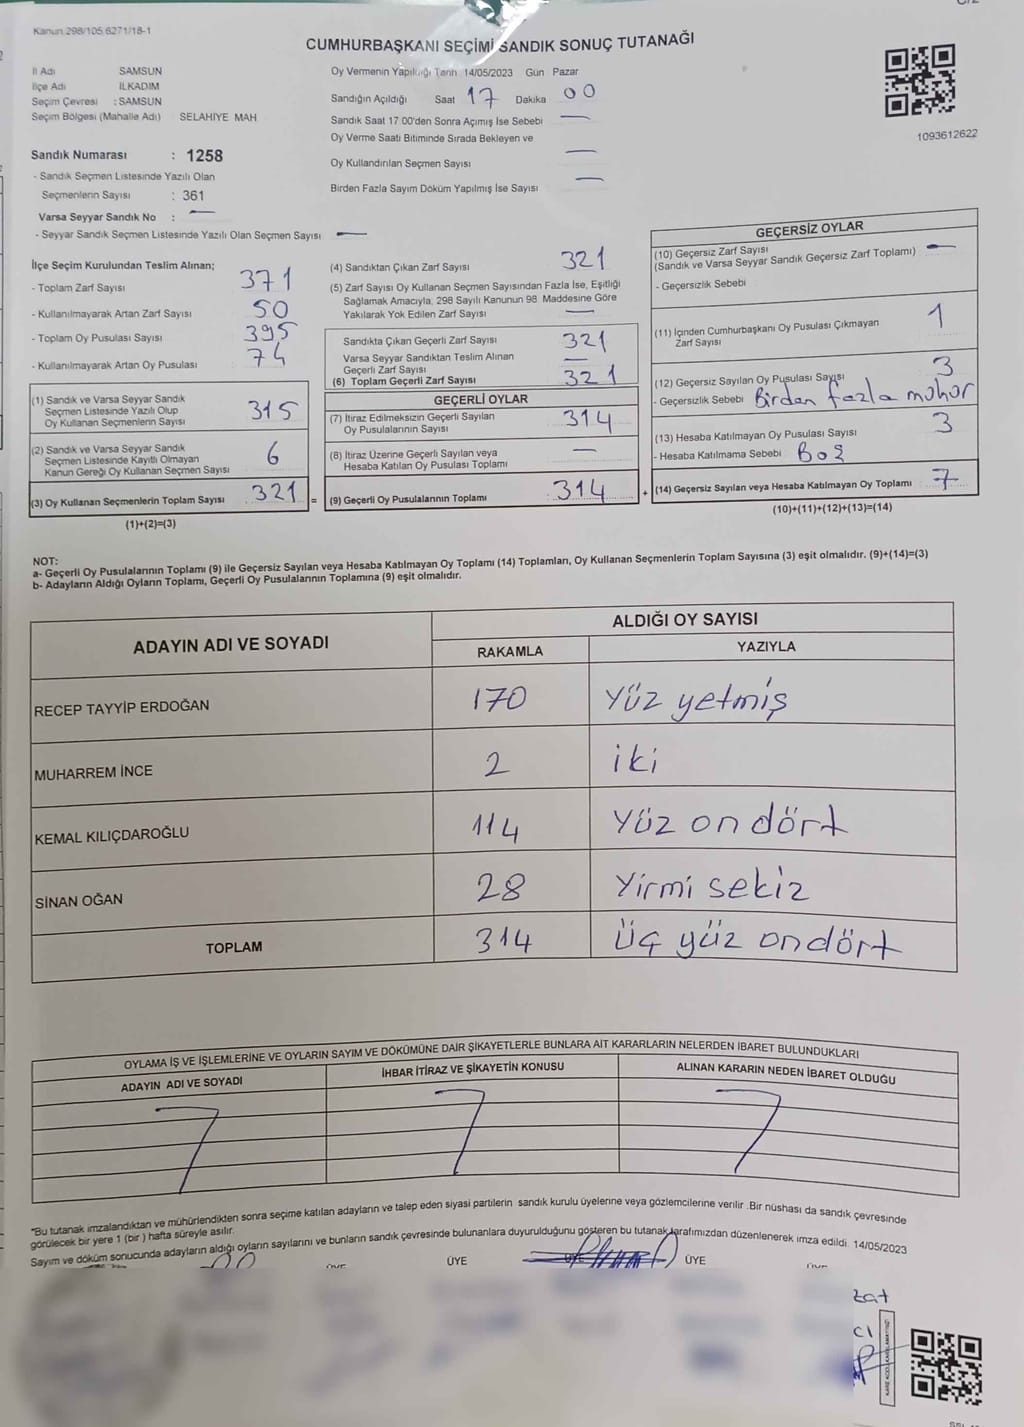 Kanun 298/105,6271/18-1
CUMHURBAŞKANI SEÇİMİ SANDIK SONUÇ TUTANAĞI
İl Adı SAMSUN
İlçe Adı İLKADIM
Seçim Çevresi : SAMSUN
Seçim Bölgesi (Mahalle Adı) SELAHİYE MAH
Sandık Numarası : 1258
- Sandık Seçmen Listesinde Yazılı Olan
Seçmenlerin Sayısı : 361
Varsa Seyyar Sandık No : —
- Seyyar Sandık Seçmen Listesinde Yazılı Olan Seçmen Sayısı —
Oy Vermenin Yapıldığı Tarih 14/05/2023 Gün Pazar
Sandığın Açıldığı Saat 17 Dakika 00
Sandık Saat 17:00'den Sonra Açımış İse Sebebi —
Oy Verme Saati Bitiminde Sırada Bekleyen ve
Oy Kullandırılan Seçmen Sayısı —
Birden Fazla Sayım Döküm Yapılmış İse Sayısı —
1093612622
İlçe Seçim Kurulundan Teslim Alınan;
- Toplam Zarf Sayısı 371
- Kullanılmayarak Artan Zarf Sayısı 50
- Toplam Oy Pusulası Sayısı 395
- Kullanılmayarak Artan Oy Pusulası 74
(1) Sandık ve Varsa Seyyar Sandık
Seçmen Listesinde Yazılı Olup
Oy Kullanan Seçmenlerin Sayısı 315
(2) Sandık ve Varsa Seyyar Sandık
Seçmen Listesinde Kayıtlı Olmayan
Kanun Gereği Oy Kullanan Seçmen Sayısı 6
(3) Oy Kullanan Seçmenlerin Toplam Sayısı 321 =
(1)+(2)=(3)
(4) Sandıktan Çıkan Zarf Sayısı 321
(5) Zarf Sayısı Oy Kullanan Seçmen Sayısından Fazla İse, Eşitliği
Sağlamak Amacıyla, 298 Sayılı Kanunun 98. Maddesine Göre
Yakılarak Yok Edilen Zarf Sayısı —
Sandıkta Çıkan Geçerli Zarf Sayısı 321
Varsa Seyyar Sandıktan Teslim Alınan
Geçerli Zarf Sayısı —
(6) Toplam Geçerli Zarf Sayısı 321
GEÇERLİ OYLAR
(7) İtiraz Edilmeksizin Geçerli Sayılan
Oy Pusulalarının Sayısı 314
(8) İtiraz Üzerine Geçerli Sayılan veya
Hesaba Katılan Oy Pusulası Toplamı —
(9) Geçerli Oy Pusulalarının Toplamı 314 +
GEÇERSİZ OYLAR
(10) Geçersiz Zarf Sayısı
(Sandık ve Varsa Seyyar Sandık Geçersiz Zarf Toplamı) —
- Geçersizlik Sebebi
(11) İçinden Cumhurbaşkanı Oy Pusulası Çıkmayan
Zarf Sayısı 1
(12) Geçersiz Sayılan Oy Pusulası Sayısı 3
- Geçersizlik Sebebi Birden fazla mühür
(13) Hesaba Katılmayan Oy Pusulası Sayısı 3
- Hesaba Katılmama Sebebi Boş
(14) Geçersiz Sayılan veya Hesaba Katılmayan Oy Toplamı 7
(10)+(11)+(12)+(13)=(14)
NOT:
a- Geçerli Oy Pusulalarının Toplamı (9) ile Geçersiz Sayılan veya Hesaba Katılmayan Oy Toplamı (14) Toplamları, Oy Kullanan Seçmenlerin Toplam Sayısına (3) eşit olmalıdır. (9)+(14)=(3)
b- Adayların Aldığı Oyların Toplamı, Geçerli Oy Pusulalarının Toplamına (9) eşit olmalıdır.
ADAYIN ADI VE SOYADI ALDIĞI OY SAYISI
RAKAMLA YAZIYLA
RECEP TAYYİP ERDOĞAN 170 Yüz yetmiş
MUHARREM İNCE 2 iki
KEMAL KILIÇDAROĞLU 114 Yüz on dört
SİNAN OĞAN 28 Yirmi sekiz
TOPLAM 314 Üç yüz on dört
OYLAMA İŞ VE İŞLEMLERİNE VE OYLARIN SAYIM VE DÖKÜMÜNE DAİR ŞİKAYETLERLE BUNLARA AİT KARARLARIN NELERDEN İBARET BULUNDUKLARI
ADAYIN ADI VE SOYADI İHBAR İTİRAZ VE ŞİKAYETİN KONUSU ALINAN KARARIN NEDEN İBARET OLDUĞU
"Bu tutanak imzalandıktan ve mühürlendikten sonra seçime katılan adayların ve talep eden siyasi partilerin sandık kurulu üyelerine veya gözlemcilerine verilir. Bir nüshası da sandık çevresinde
görülecek bir yere 1 (bir) hafta süreyle asılır.
Sayım ve döküm sonucunda adayların aldığı oyların sayılarını ve bunların sandık çevresinde bulunanlara duyurulduğunu gösteren bu tutanak tarafımızdan düzenlenerek imza edildi. 14/05/2023
ÜYE ÜYE ÜYE
zat